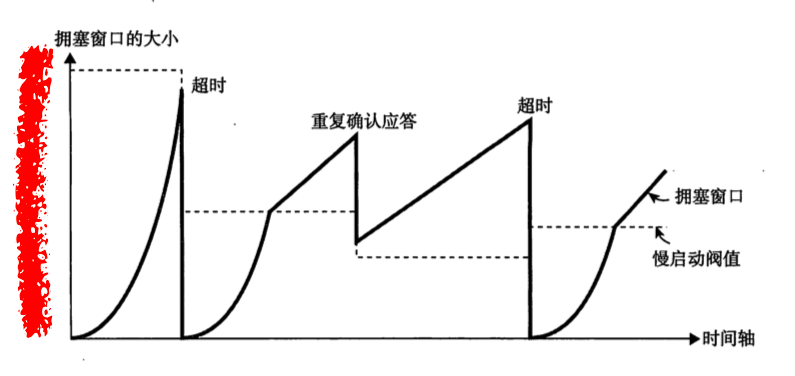 拥塞窗口的大小
超时
重复确认应答
超时
拥塞窗口
慢启动阀值
时间轴